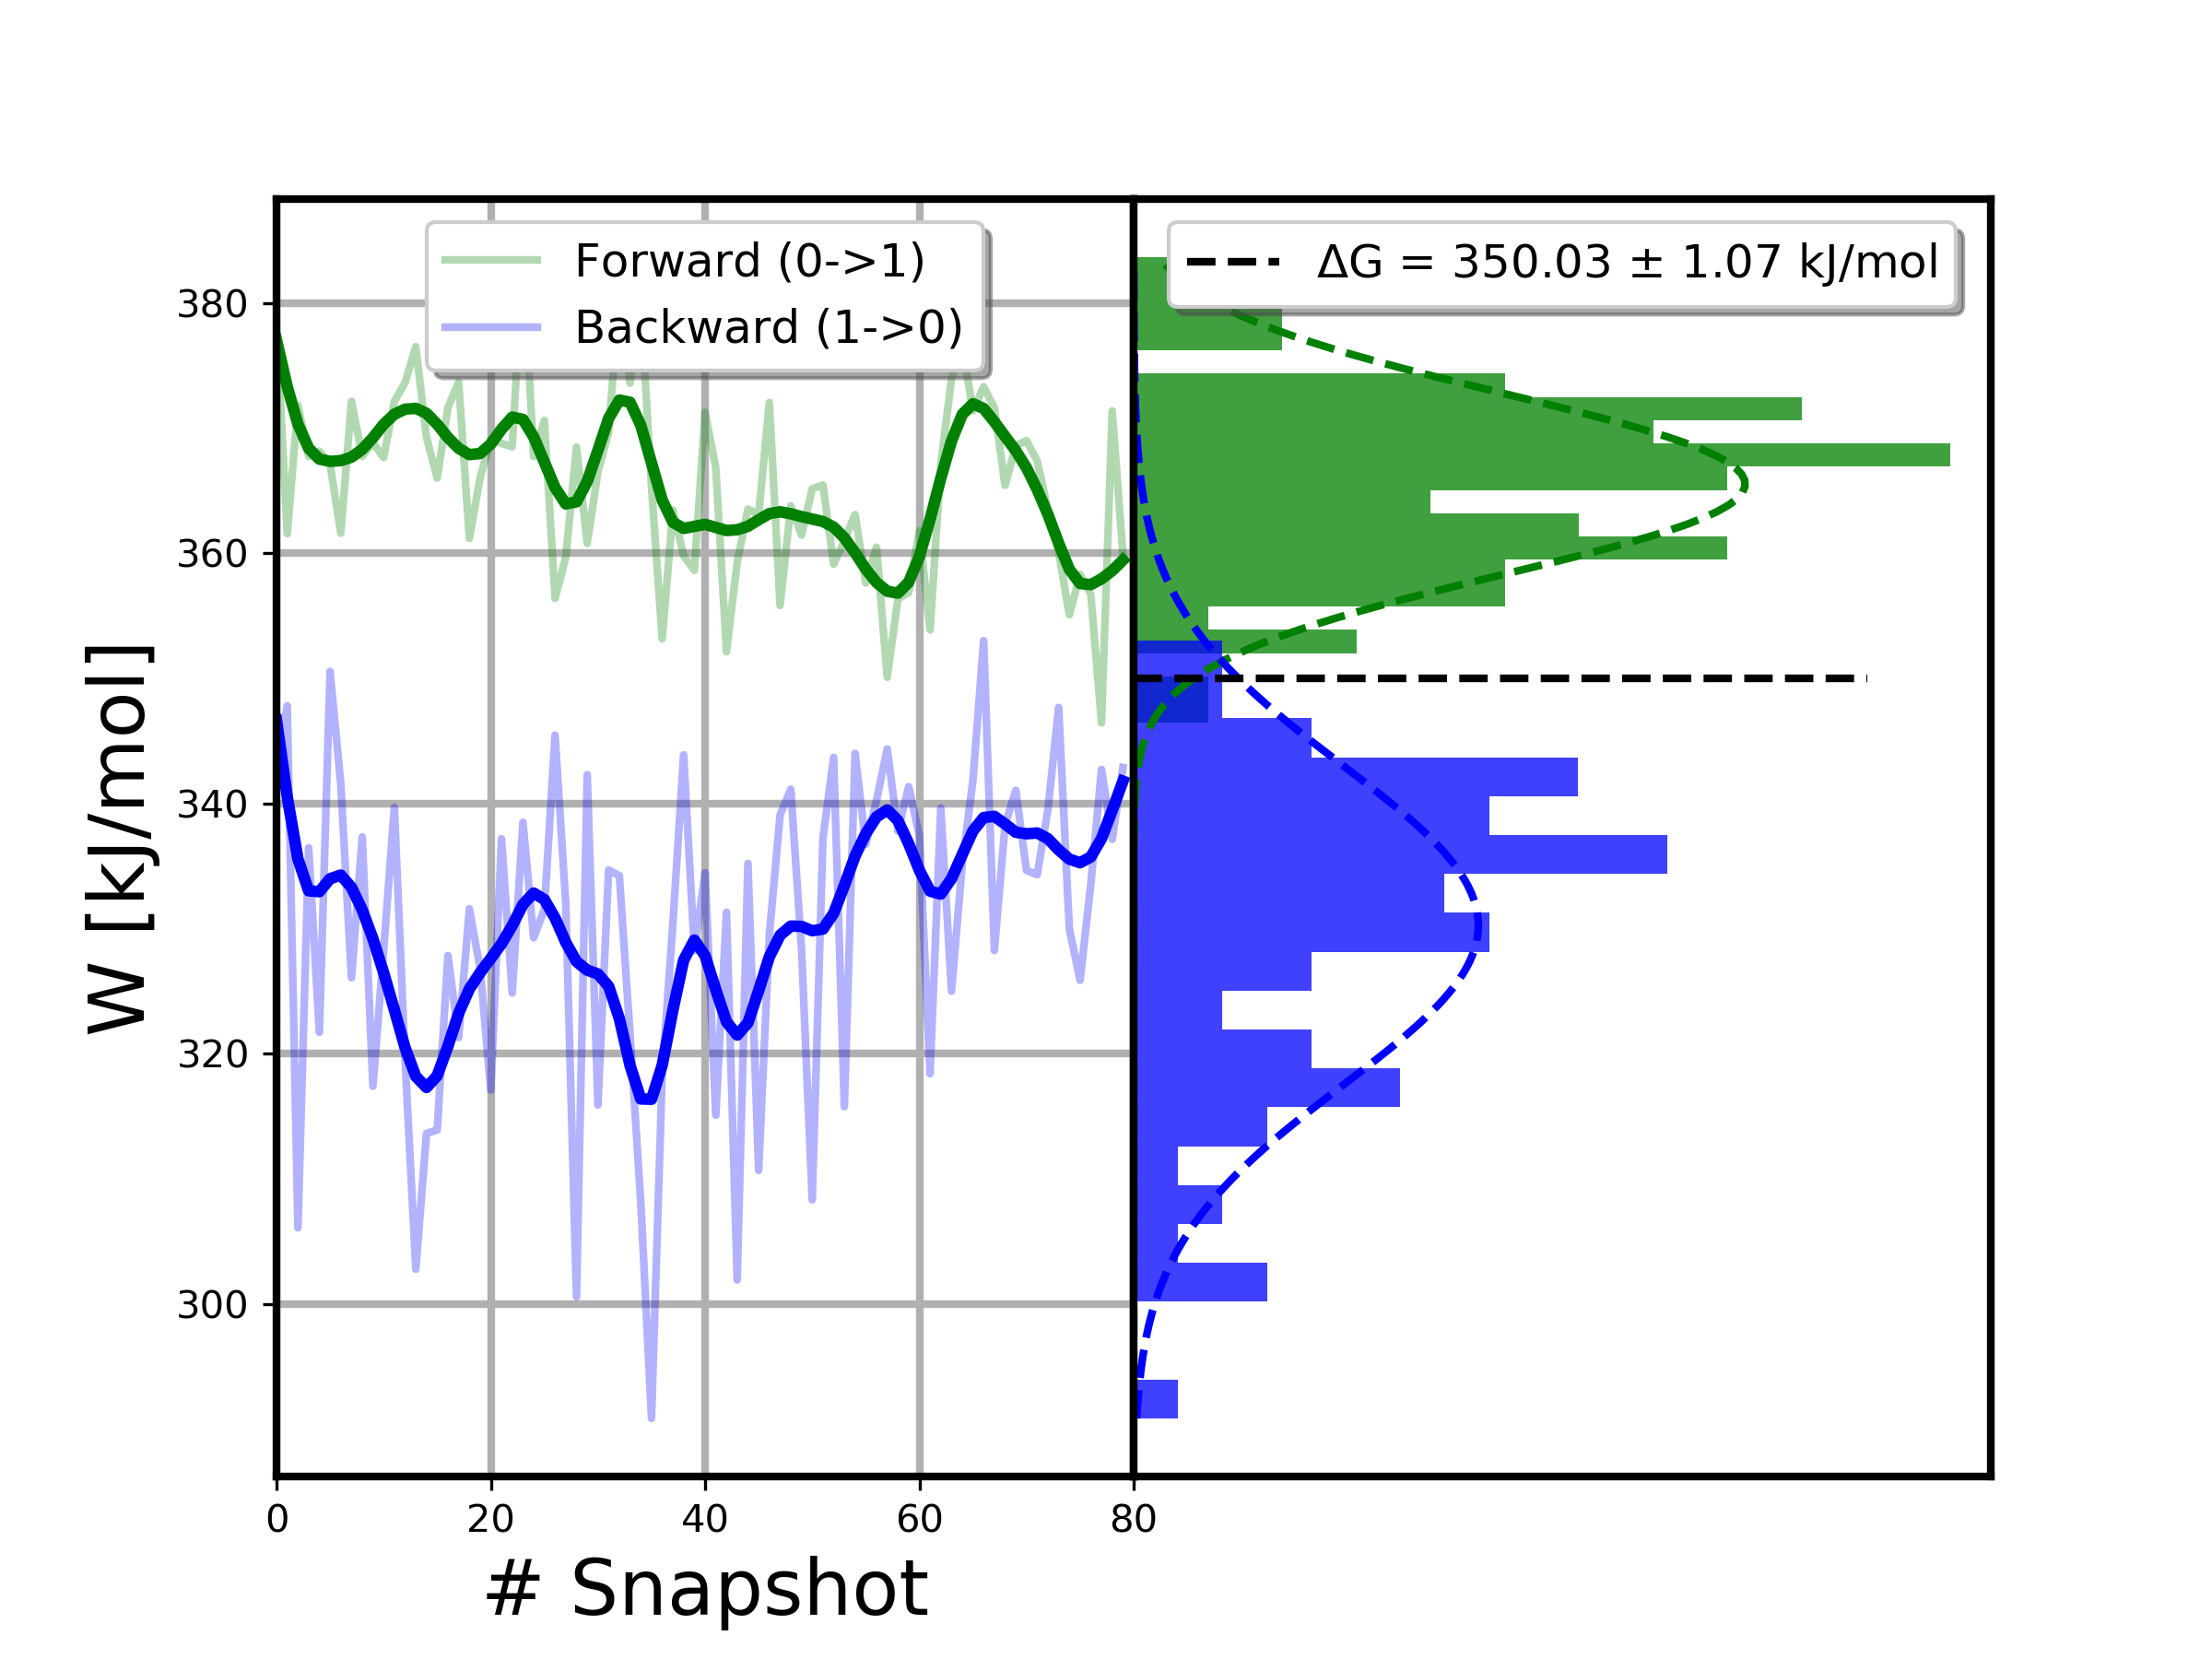 Forward (0->1)
Backward (1->0)
ΔG = 350.03 ± 1.07 kJ/mol
380
360
340
320
300
W [kJ/mol]
0 20 40 60 80
# Snapshot